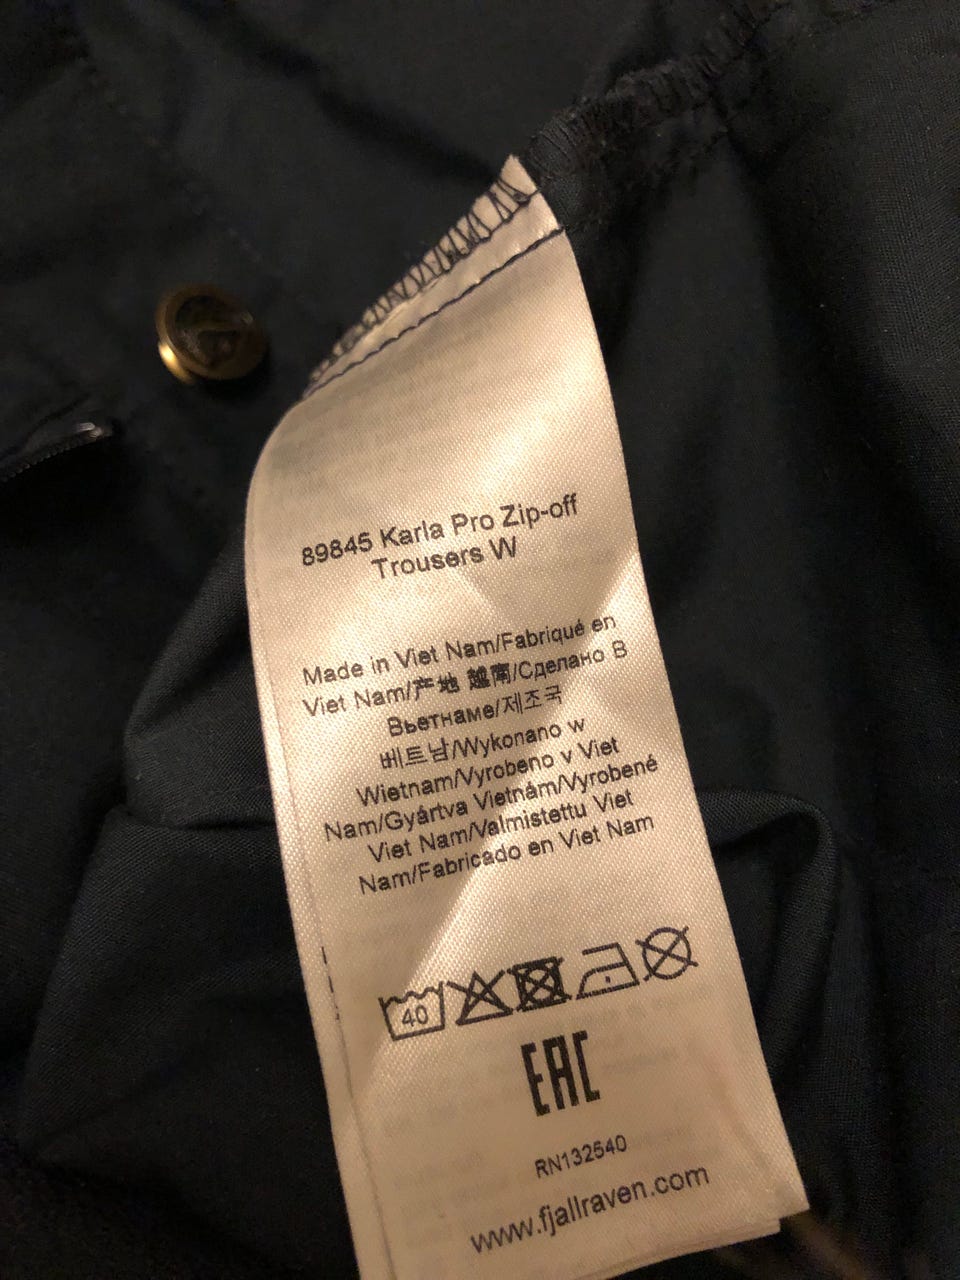 89845 Karla Pro Zip-off
Trousers W
Made in Viet Nam/Fabriqué en
Viet Nam/产地 越南/Сделано В
Вьетнаме/제조국
베트남/Wykonano w
Wietnam/Vyrobeno v Viet
Nam/Gyártva Vietnám/Vyrobené
Viet Nam/Valmistettu Viet
Nam/Fabricado en Viet Nam
40
EAC
RN132540
www.fjallraven.com